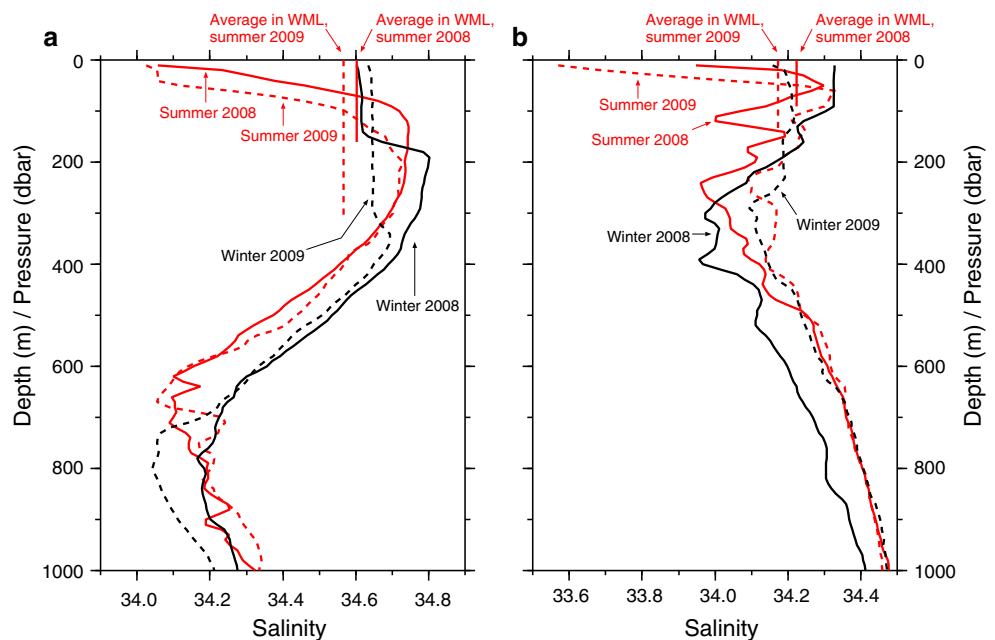 a
Average in WML,
summer 2009
Average in WML,
summer 2008
0
200
400
600
800
1000
Depth (m) / Pressure (dbar)
Summer 2008
Summer 2009
Winter 2009
Winter 2008
34.0
34.2
34.4
34.6
34.8
Salinity
b
Average in WML,
summer 2009
Average in WML,
summer 2008
Summer 2009
Summer 2008
Winter 2008
Winter 2009
0
200
400
600
800
1000
Depth (m) / Pressure (dbar)
33.6
33.8
34.0
34.2
34.4
Salinity